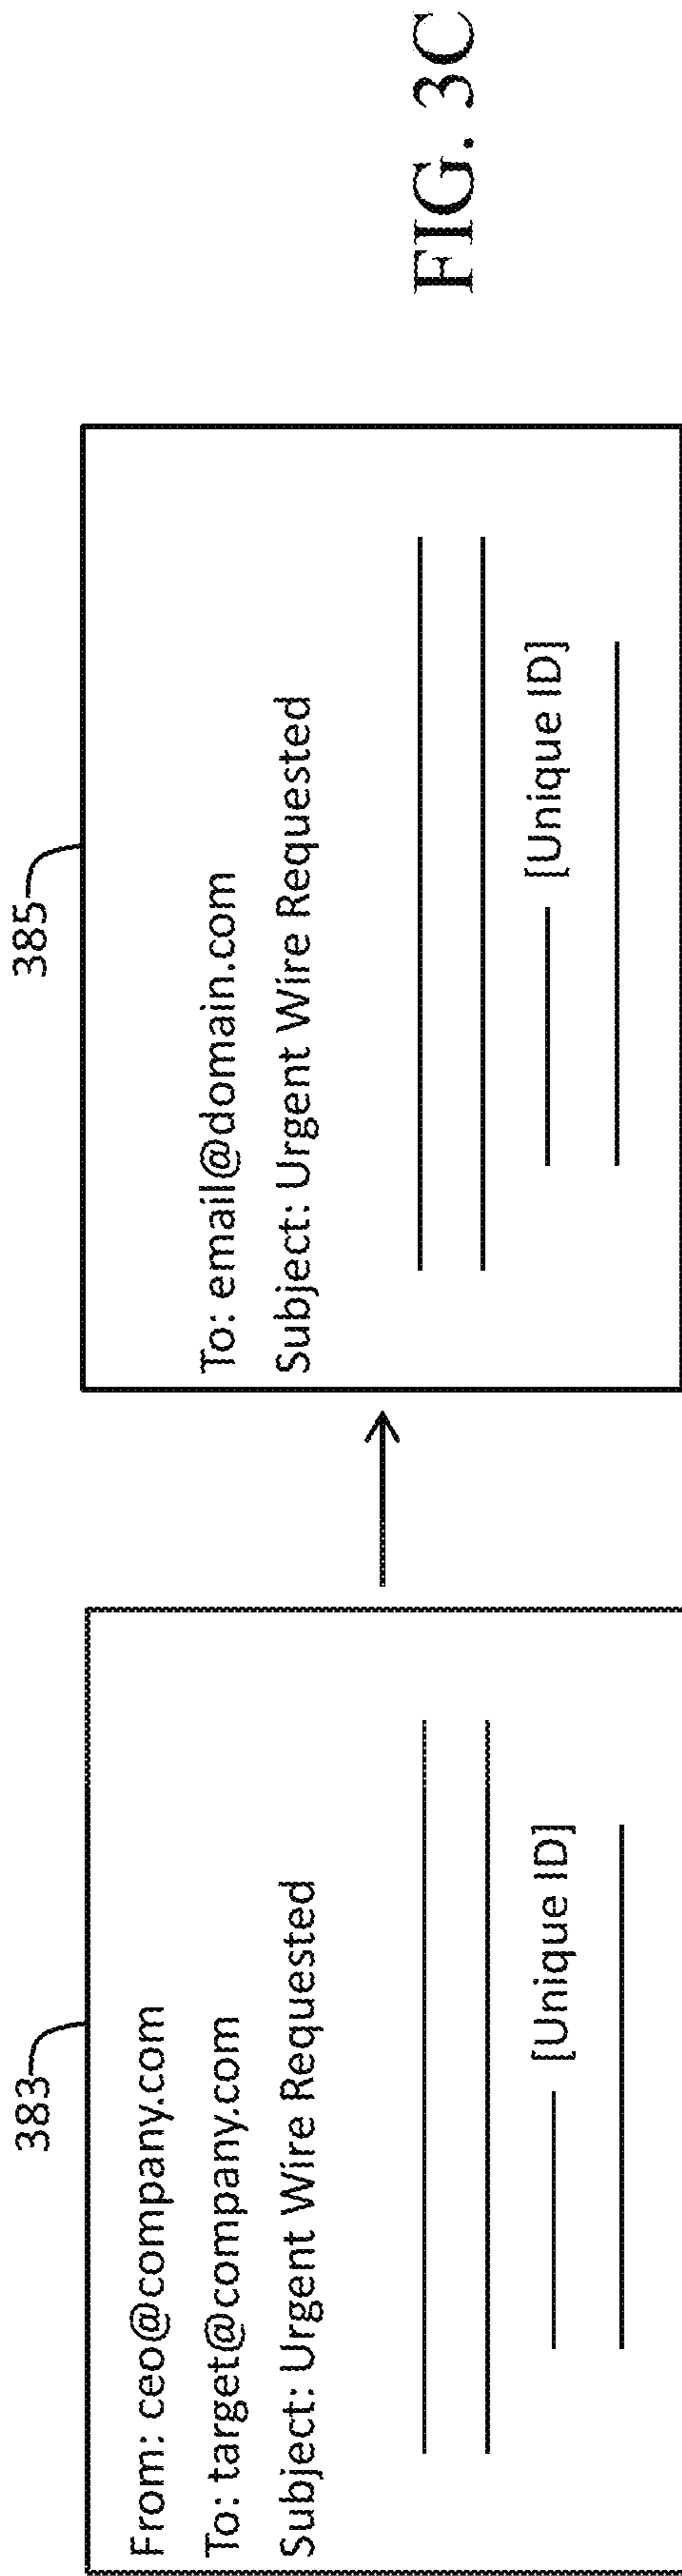 383
From: ceo@company.com
To: target@company.com
Subject: Urgent Wire Requested
[Unique ID]
385
To: email@domain.com
Subject: Urgent Wire Requested
[Unique ID]
FIG. 3C